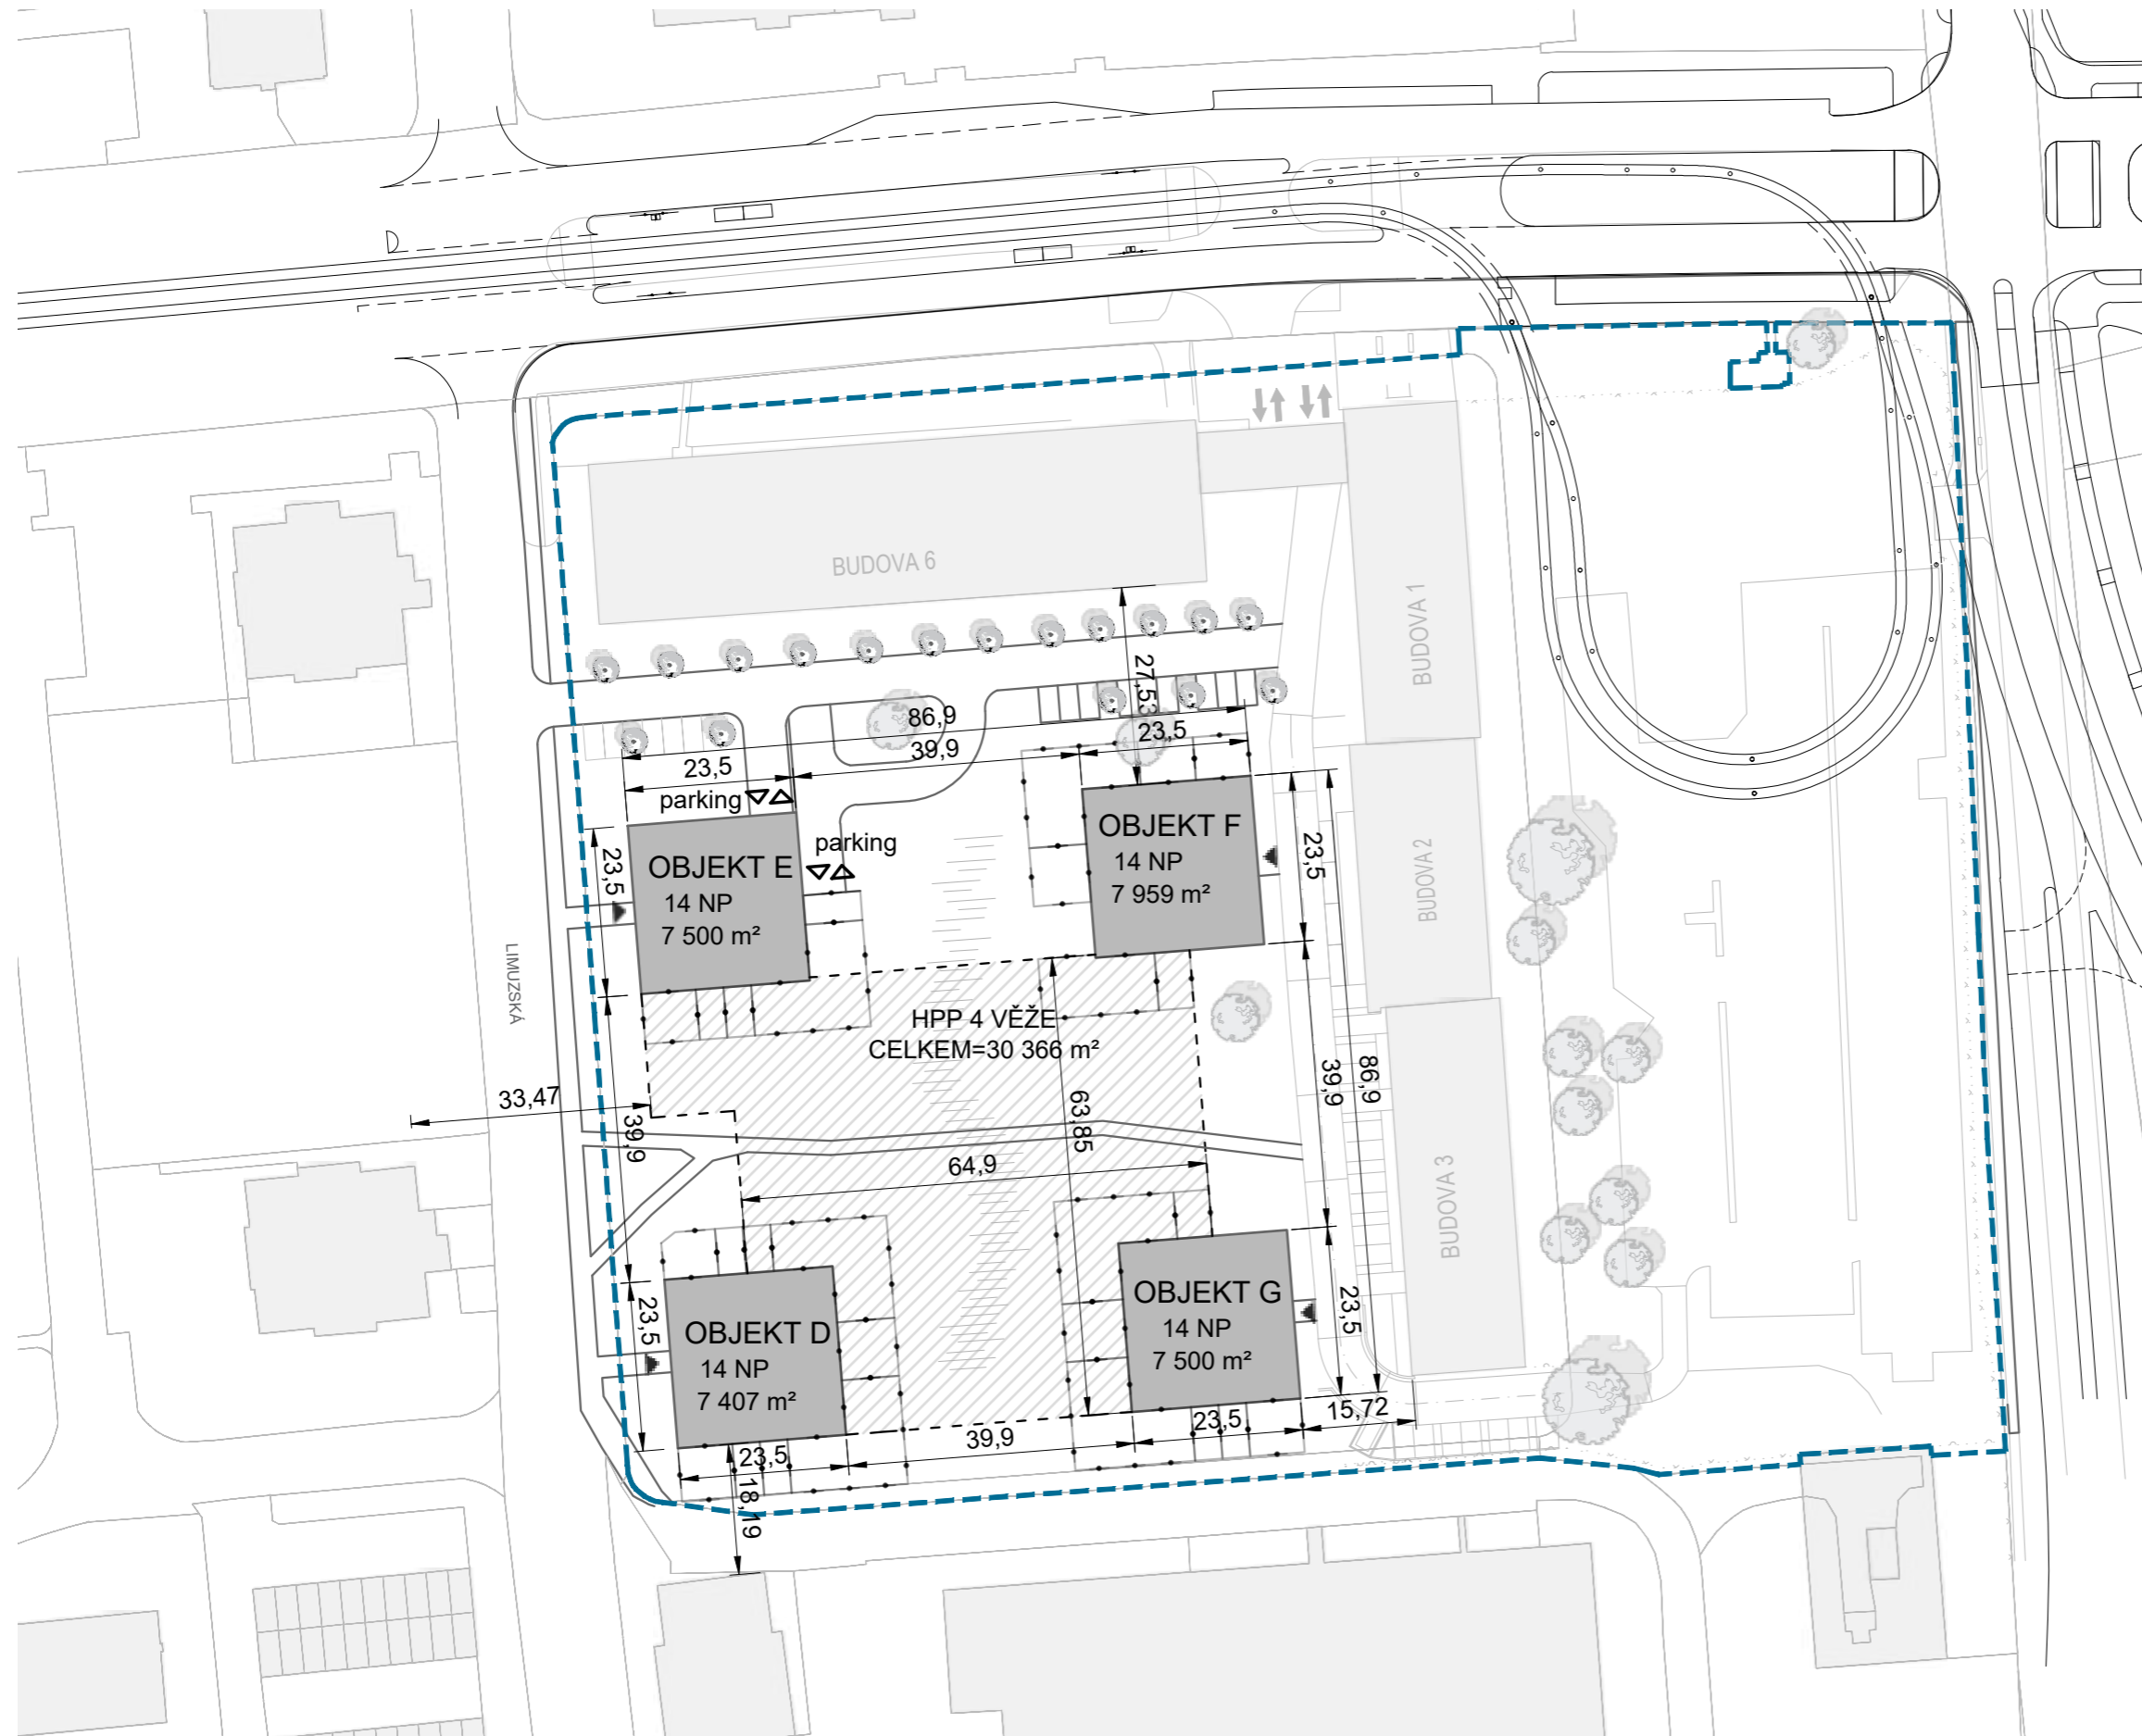 BUDOVA 6
BUDOVA 1
27,53
86,9
39,9
23,5
23,5
parking
parking
OBJEKT E
14 NP
7 500 m²
23,5
OBJEKT F
14 NP
7 959 m²
23,5
BUDOVA 2
LIMUZSKÁ
HPP 4 VĚŽE
CELKEM=30 366 m²
33,47
39,9
63,85
39,9
86,9
64,9
BUDOVA 3
OBJEKT D
14 NP
7 407 m²
23,5
OBJEKT G
14 NP
7 500 m²
23,5
23,5
39,9
23,5
15,72
18,19